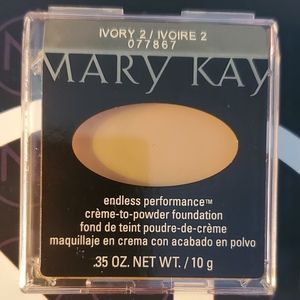 IVORY 2 / IVOIRE 2
077867
MARY KAY
endless performance™
crème-to-powder foundation
fond de teint poudre-de-crème
maquillaje en crema con acabado en polvo
.35 OZ. NET WT. / 10 g